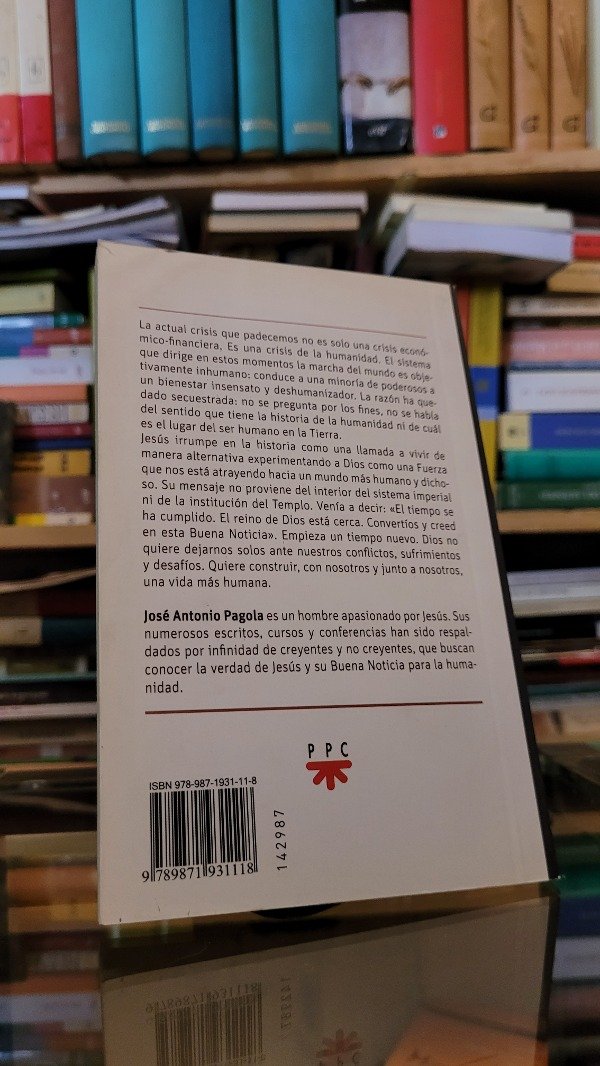 La actual crisis que padecemos no es solo una crisis econó-
mico-financiera. Es una crisis de la humanidad. El sistema
que dirige en estos momentos la marcha del mundo es obje-
tivamente inhumano: conduce a una minoría de poderosos a
un bienestar insensato y deshumanizador. La razón ha que-
dado secuestrada: no se pregunta por los fines, no se habla
del sentido que tiene la historia de la humanidad ni de cuál
es el lugar del ser humano en la Tierra.
Jesús irrumpe en la historia como una llamada a vivir de
manera alternativa experimentando a Dios como una Fuerza
que nos está atrayendo hacia un mundo más humano y dicho-
so. Su mensaje no proviene del interior del sistema imperial
ni de la institución del Templo. Venía a decir: «El tiempo se
ha cumplido. El reino de Dios está cerca. Convertíos y creed
en esta Buena Noticia». Empieza un tiempo nuevo. Dios no
quiere dejarnos solos ante nuestros conflictos, sufrimientos
y desafíos. Quiere construir, con nosotros y junto a nosotros,
una vida más humana.
José Antonio Pagola es un hombre apasionado por Jesús. Sus
numerosos escritos, cursos y conferencias han sido respal-
dados por infinidad de creyentes y no creyentes, que buscan
conocer la verdad de Jesús y su Buena Noticia para la huma-
nidad.
PPC
ISBN 978-987-1931-11-8
9 789871 931118
142987